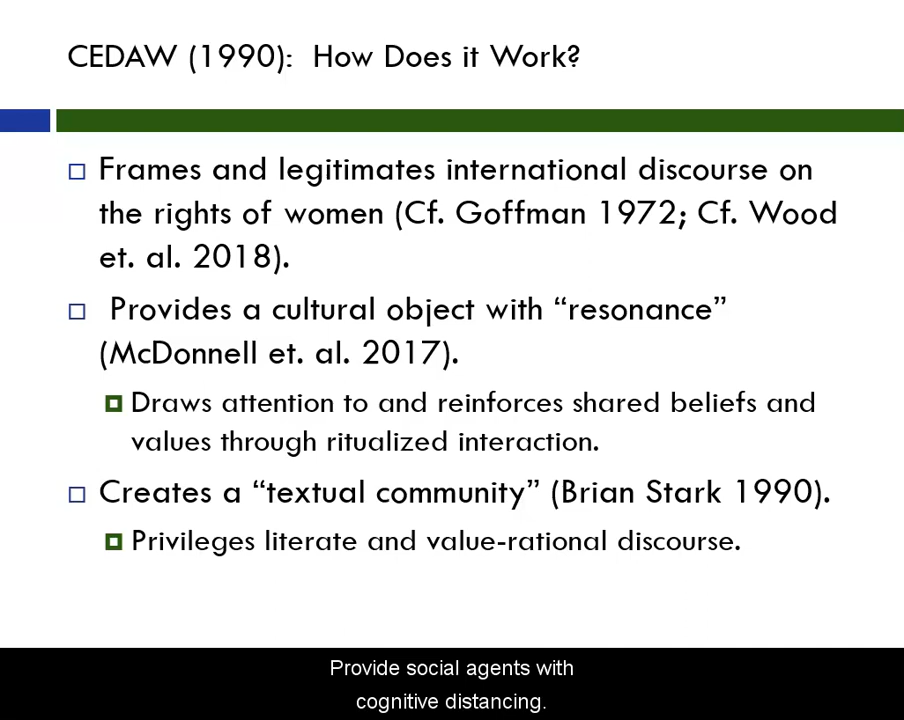 CEDAW (1990):  How Does it Work?
Frames and legitimates international discourse on
the rights of women (Cf. Goffman 1972; Cf. Wood
et. al. 2018).
Provides a cultural object with “resonance”
(McDonnell et. al. 2017).
Draws attention to and reinforces shared beliefs and
values through ritualized interaction.
Creates a “textual community” (Brian Stark 1990).
Privileges literate and value-rational discourse.
Provide social agents with
cognitive distancing.